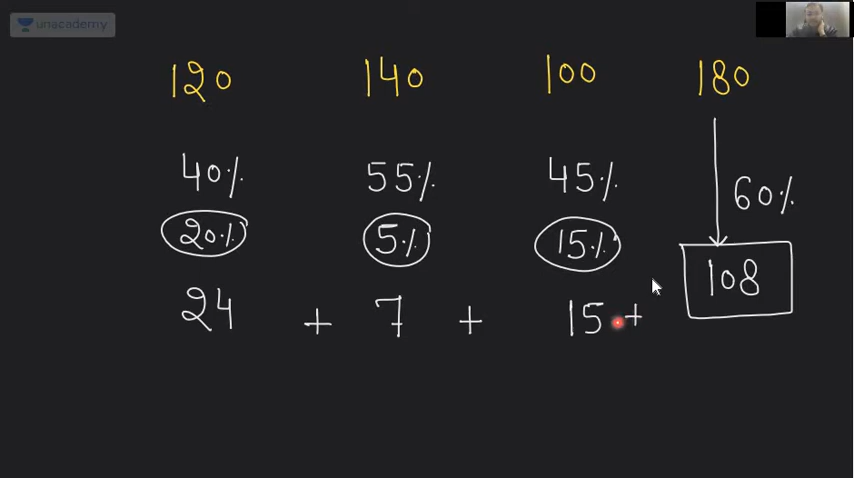 unacademy
120 140 100 180
40% 55% 45% 60%
20% 5% 15%
108
24 + 7 + 15 +